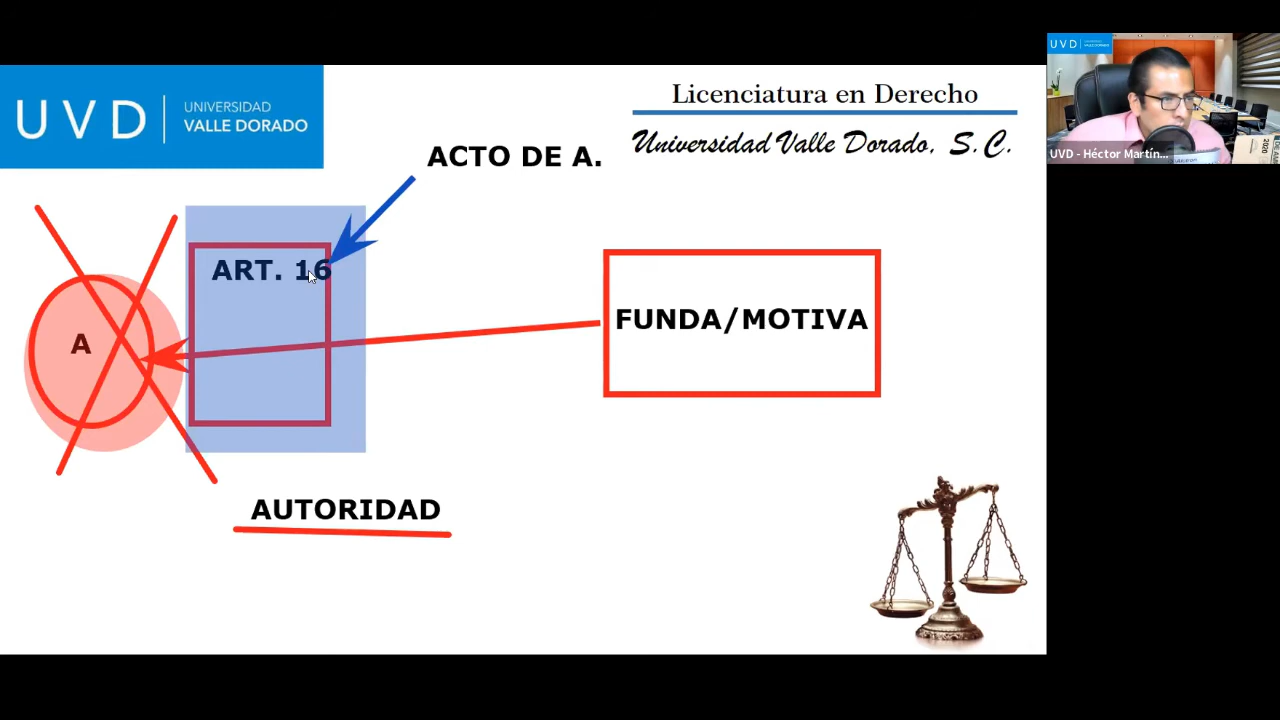 UVD
UNIVERSIDAD
VALLE DORADO
Licenciatura en Derecho
Universidad Valle Dorado, S.C.
ACTO DE A.
ART. 16
A
FUNDA/MOTIVA
AUTORIDAD
UVD
UVD - Héctor Martín...
2020